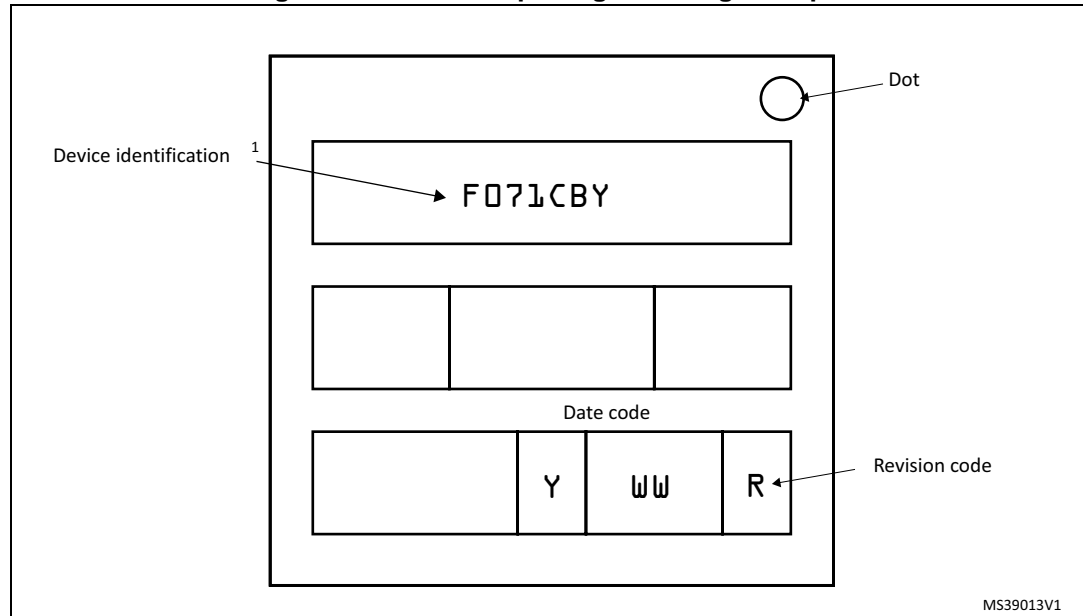 Dot
Device identification 1
F071CBY
Date code
Y WW R
Revision code
MS39013V1